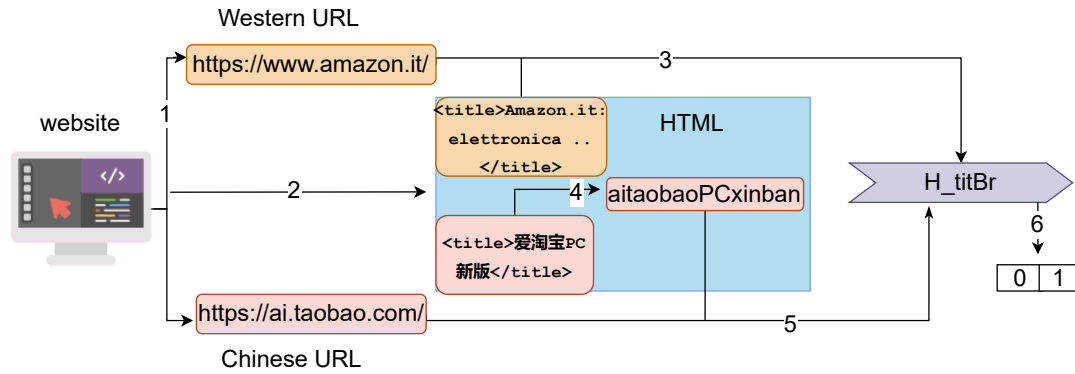 Western URL
https://www.amazon.it/
3
1
website
<title>Amazon.it:
elettronica ..
</title>
HTML
</>
2
4
aitaobaoPCxinban
H_titBr
6
<title>爱淘宝PC
新版</title>
0 1
https://ai.taobao.com/
5
Chinese URL